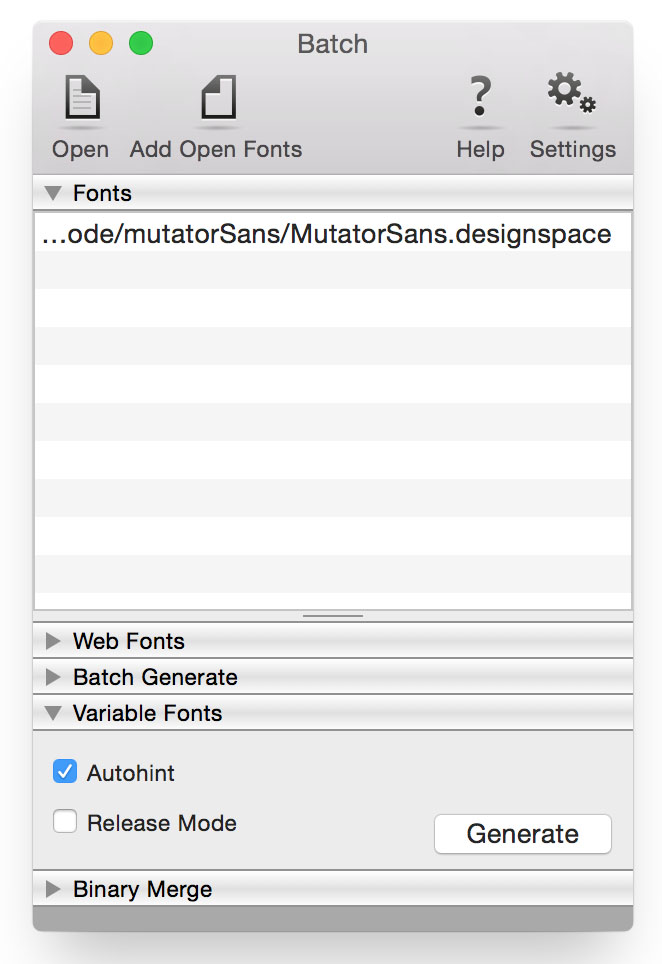 Batch
Open Add Open Fonts Help Settings
Fonts
...ode/mutatorSans/MutatorSans.designspace
Web Fonts
Batch Generate
Variable Fonts
Autohint
Release Mode
Generate
Binary Merge